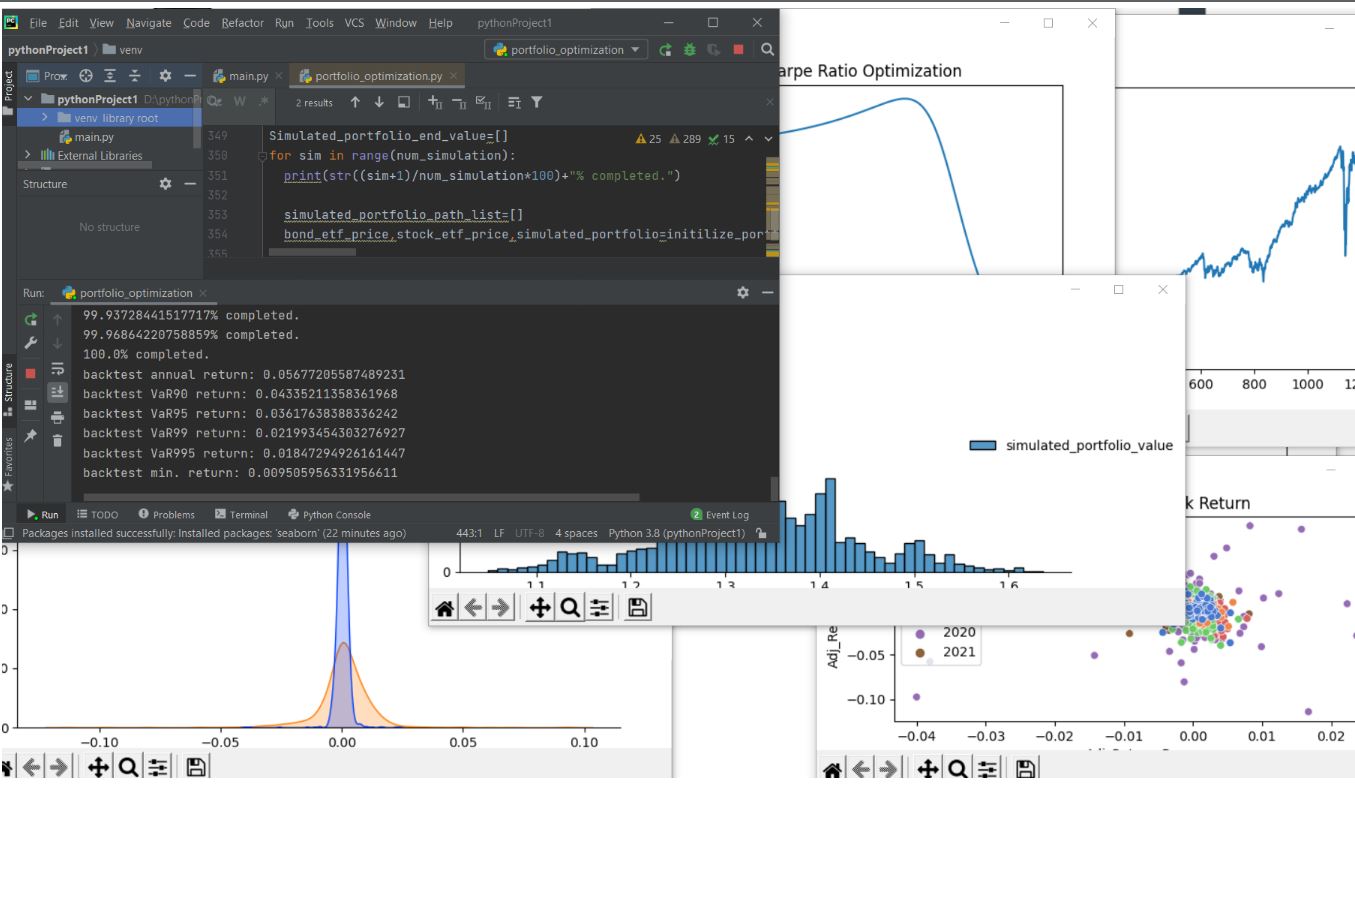 File Edit View Navigate Code Refactor Run Tools VCS Window Help pythonProject1
pythonProject1 venv
portfolio_optimization
Project
Pro
main.py
portfolio_optimization.py
pythonProject1 D:\pythonP
venv library root
main.py
External Libraries
W .*
2 results
349 Simulated_portfolio_end_value=[]
350 for sim in range(num_simulation):
351 print(str((sim+1)/num_simulation*100)+"% completed.")
352
353 simulated_portfolio_path_list=[]
354 bond_etf_price,stock_etf_price,simulated_portfolio=initilize_port
355
25 289 15
Structure
No structure
Run: portfolio_optimization
99.93728441517717% completed.
99.96864220758859% completed.
100.0% completed.
backtest annual return: 0.05677205587489231
backtest VaR90 return: 0.04335211358361968
backtest VaR95 return: 0.03617638388336242
backtest VaR99 return: 0.021993454303276927
backtest VaR995 return: 0.01847294926161447
backtest min. return: 0.009505956331956611
Structure
Favorites
Run TODO Problems Terminal Python Console 2 Event Log
Packages installed successfully: Installed packages: 'seaborn' (22 minutes ago) 443:1 LF UTF-8 4 spaces Python 3.8 (pythonProject1)
arpe Ratio Optimization
600 800 1000 12
simulated_portfolio_value
0
1.1 1.2 1.3 1.4 1.5 1.6
k Return
2020
2021
Adj_Re
−0.05
−0.10
−0.04 −0.03 −0.02 −0.01 0.00 0.01 0.02
0
0
0
0
−0.10 −0.05 0.00 0.05 0.10